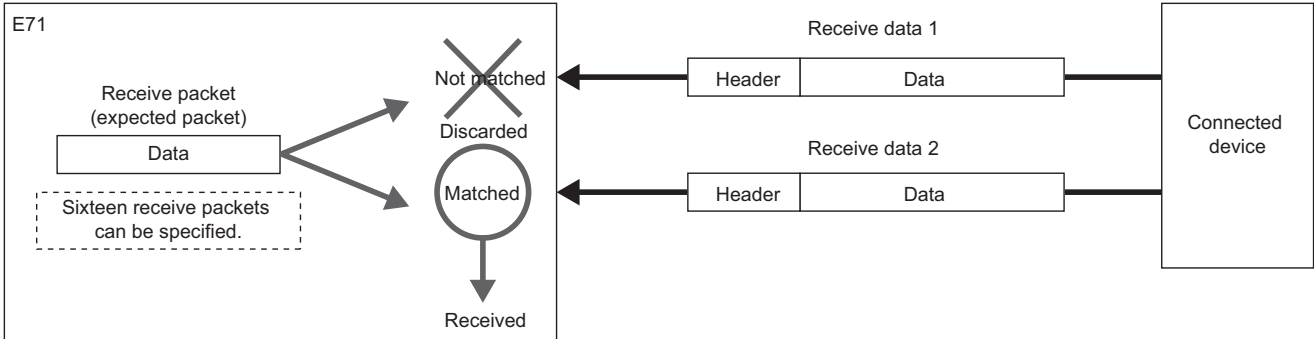 E71
Receive packet
(expected packet)
Data
Sixteen receive packets
can be specified.
Not matched
Discarded
Matched
Received
Receive data 1
Header
Data
Receive data 2
Header
Data
Connected
device